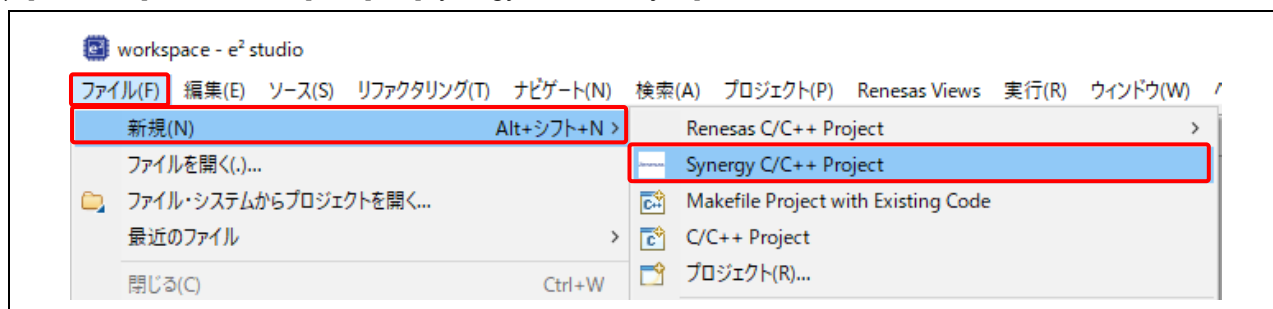 workspace - e² studio
ファイル(F) 編集(E) ソース(S) リファクタリング(T) ナビゲート(N) 検索(A) プロジェクト(P) Renesas Views 実行(R) ウィンドウ(W)
新規(N) Alt+シフト+N >
ファイルを開く(.)...
ファイル・システムからプロジェクトを開く...
最近のファイル >
閉じる(C) Ctrl+W
Renesas C/C++ Project >
Synergy C/C++ Project
Makefile Project with Existing Code
C/C++ Project
プロジェクト(R)...